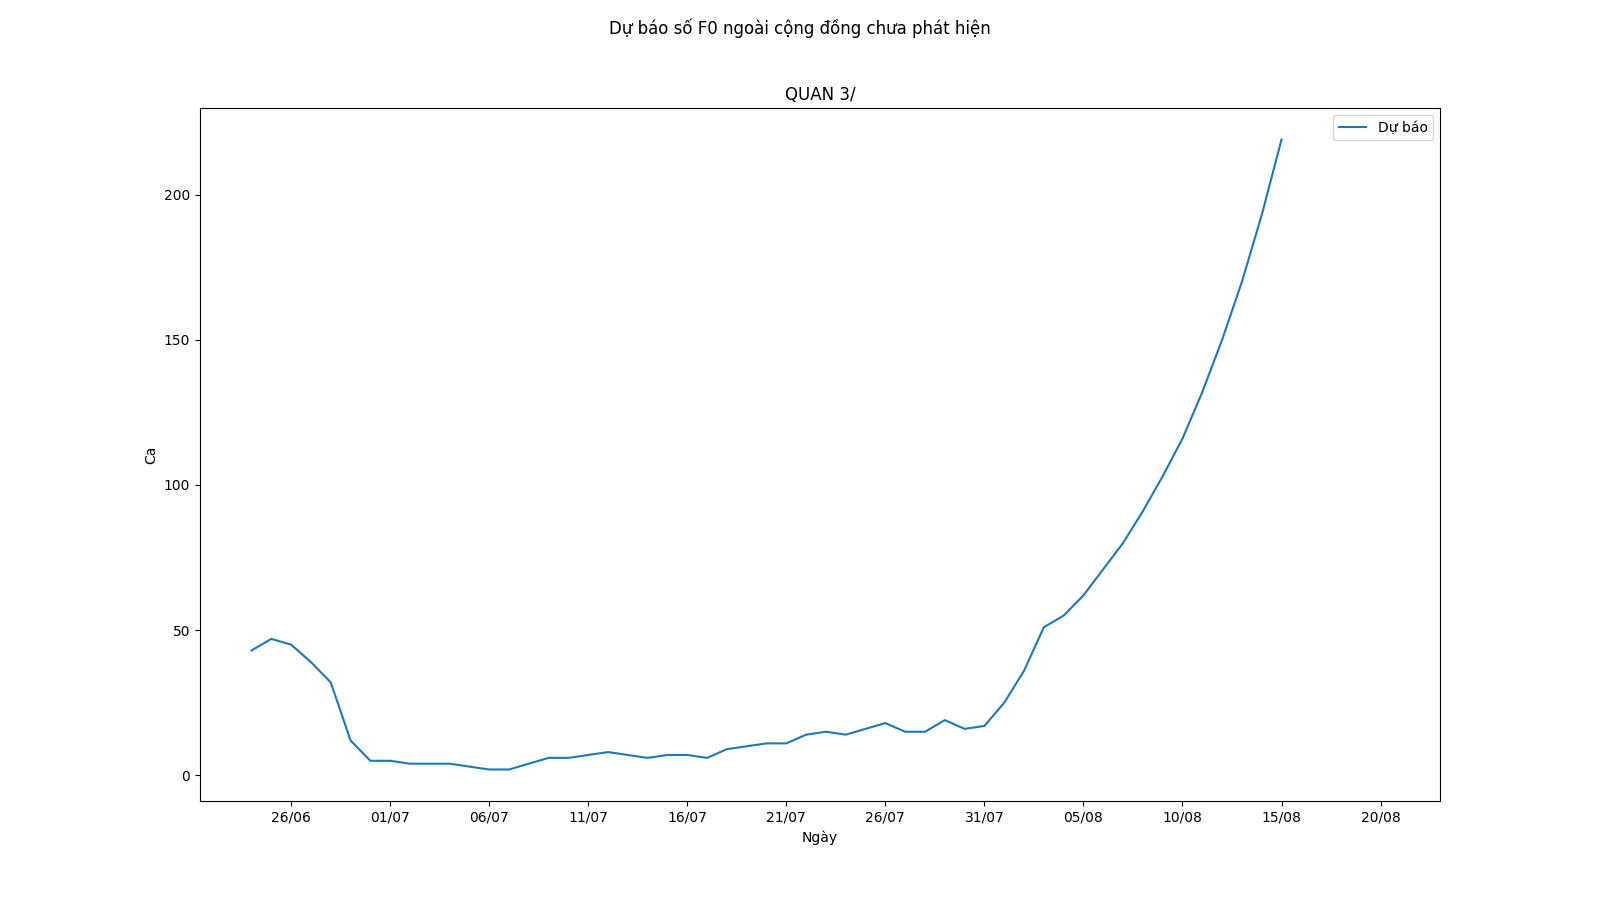 Dự báo số F0 ngoài cộng đồng chưa phát hiện
QUAN 3/
Dự báo
200
150
100
50
0
Ca
26/06 01/07 06/07 11/07 16/07 21/07 26/07 31/07 05/08 10/08 15/08 20/08
Ngày